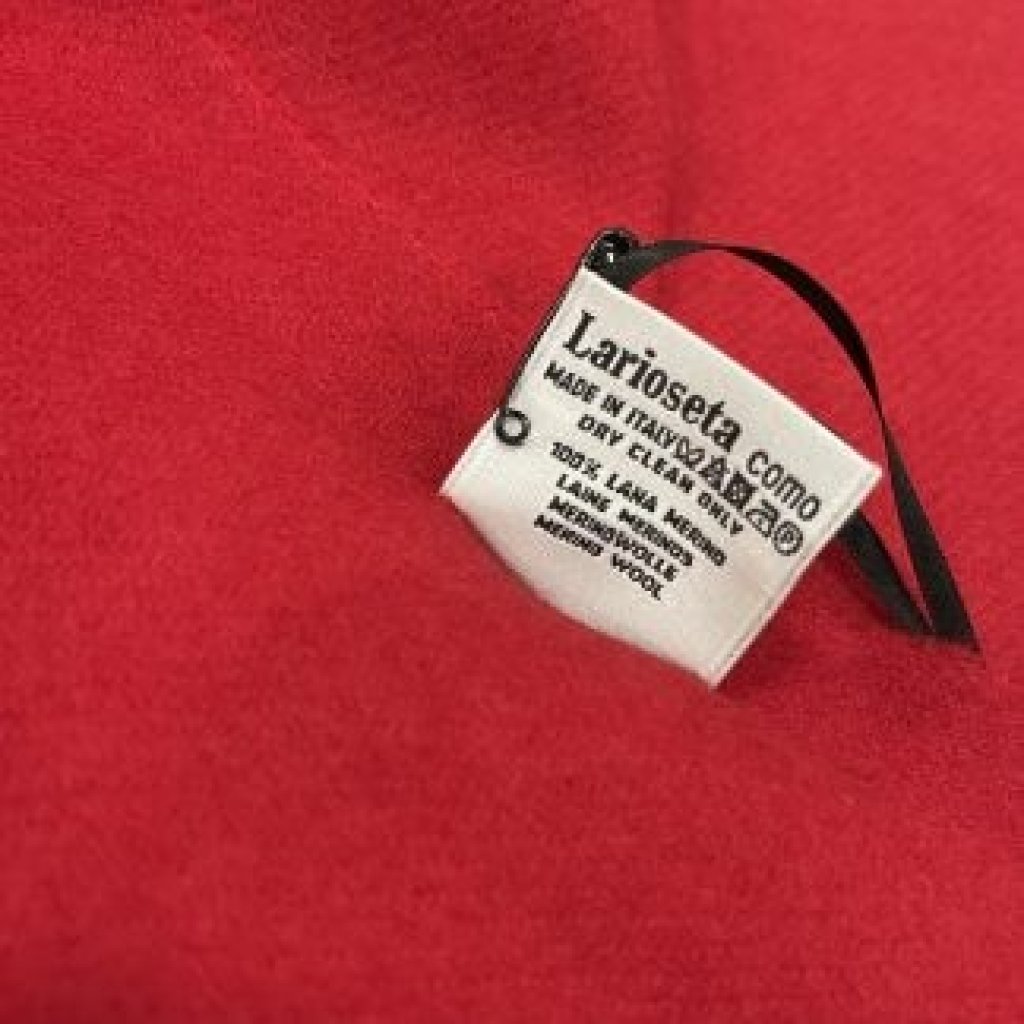 Larioseta como
MADE IN ITALY
DRY CLEAN ONLY
100% LANA MERINO
LAINE MERINOS
MERINOWOLLE
MERINO WOOL